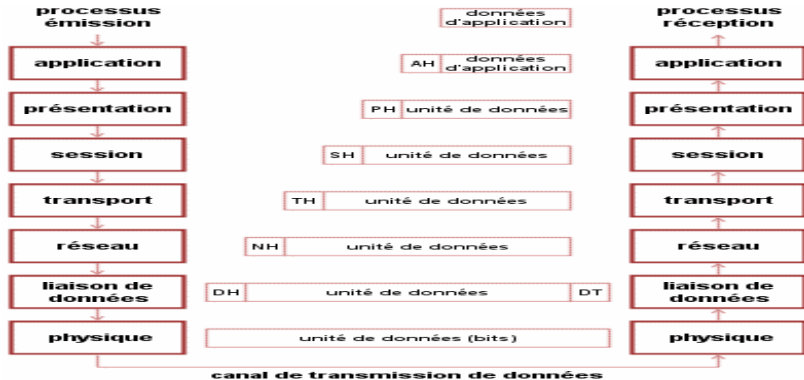 processus
émission
données
d'application
processus
réception
application
AH
données
d'application
application
présentation
PH
unité de données
présentation
session
SH
unité de données
session
transport
TH
unité de données
transport
réseau
NH
unité de données
réseau
liaison de
données
DH
unité de données
DT
liaison de
données
physique
unité de données (bits)
physique
canal de transmission de données